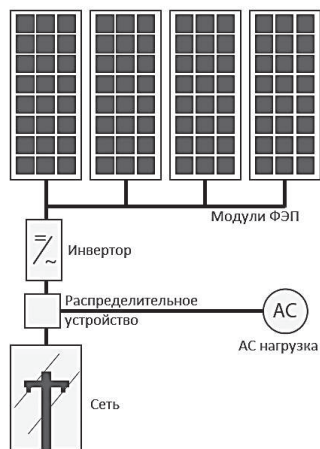 Модули ФЭП
Инвертор
Распределительное
устройство
AC
AC нагрузка
Сеть